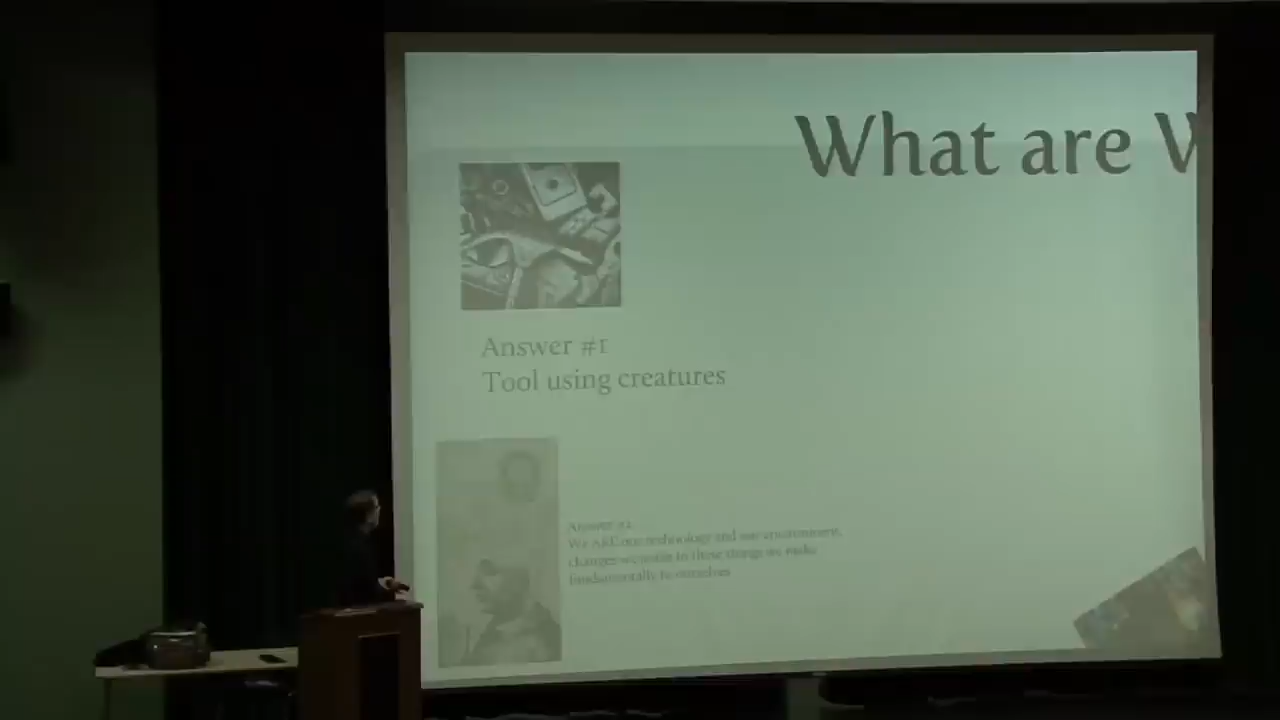 What are W
Answer #1
Tool using creatures
Answer #2
We ARE our technology and our environment,
changes we make to these things we make
fundamentally to ourselves